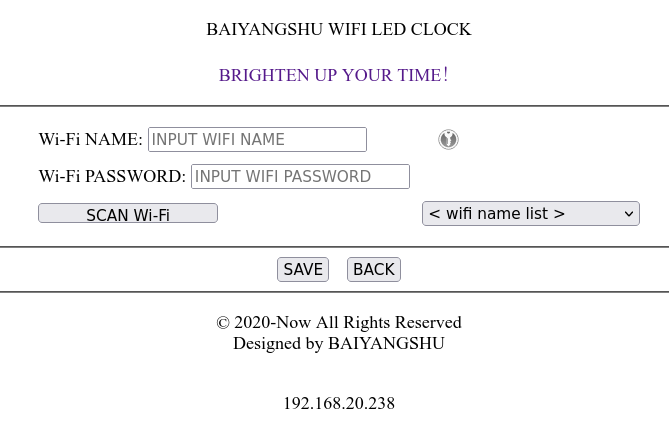 BAIYANGSHU WIFI LED CLOCK
BRIGHTEN UP YOUR TIME!
Wi-Fi NAME: INPUT WIFI NAME
Wi-Fi PASSWORD: INPUT WIFI PASSWORD
SCAN Wi-Fi < wifi name list >
SAVE BACK
© 2020-Now All Rights Reserved
Designed by BAIYANGSHU
192.168.20.238